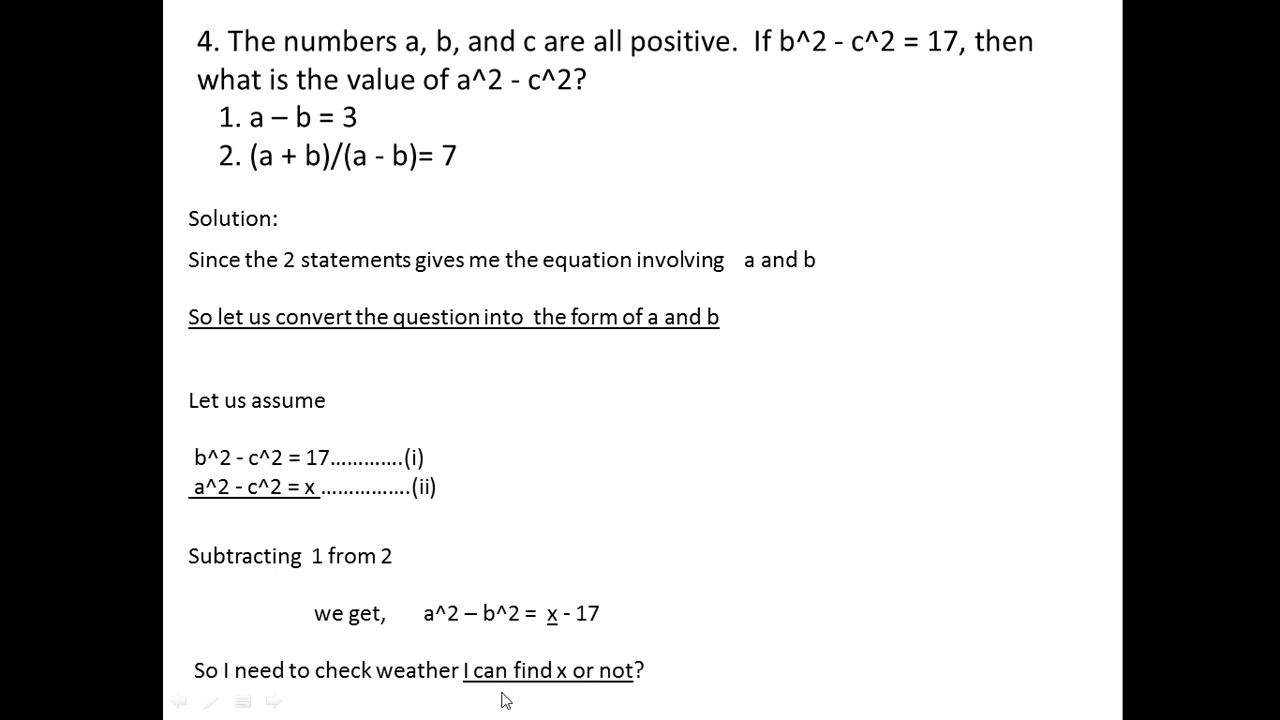 4. The numbers a, b, and c are all positive.  If b^2 - c^2 = 17, then
what is the value of a^2 - c^2?
1. a – b = 3
2. (a + b)/(a - b)= 7
Solution:
Since the 2 statements gives me the equation involving    a and b
So let us convert the question into  the form of a and b
Let us assume
b^2 - c^2 = 17.............(i)
a^2 - c^2 = x ................(ii)
Subtracting  1 from 2
we get,      a^2 – b^2 =  x - 17
So I need to check weather I can find x or not?